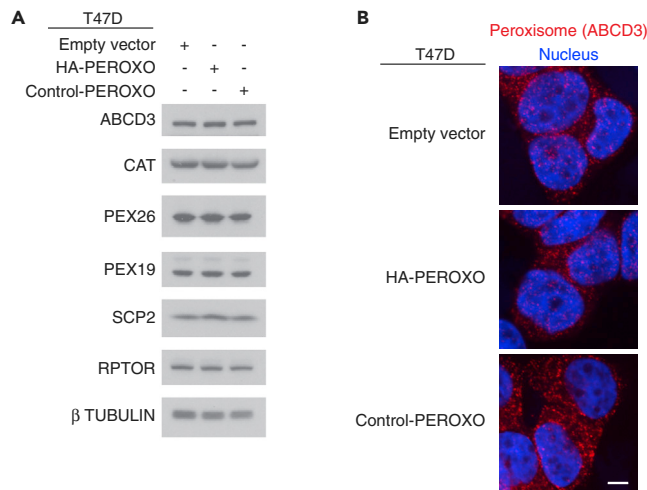 A
T47D
Empty vector + - -
HA-PEROXO - + -
Control-PEROXO - - +
ABCD3
CAT
PEX26
PEX19
SCP2
RPTOR
β TUBULIN
B
Peroxisome (ABCD3)
T47D Nucleus
Empty vector
HA-PEROXO
Control-PEROXO